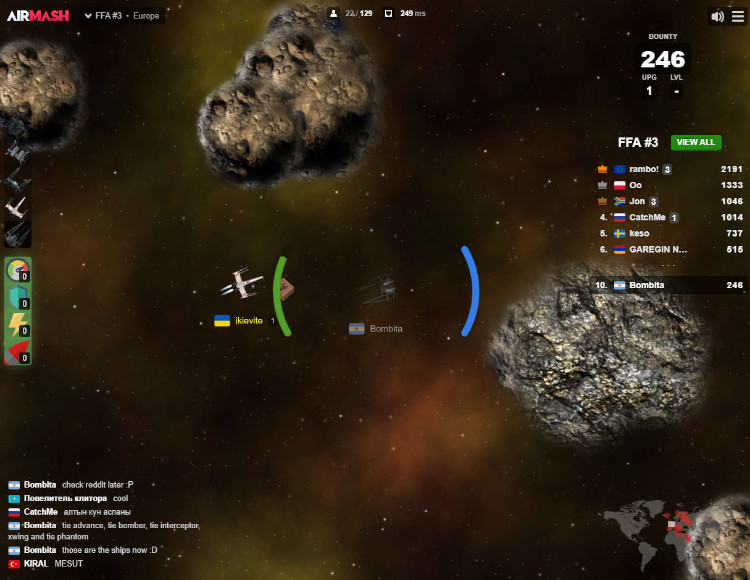 AIRMASH
FFA #3 • Europe
22 / 129
249 ms
BOUNTY
246
UPG LVL
1 -
FFA #3 VIEW ALL
rambo! 3 2191
Oo 1333
Jon 3 1046
4. CatchMe 1 1014
5. keso 737
6. GAREGIN N... 515
...
10. Bombita 246
0
0
0
0
ikievite 1
Bombita
Bombita check reddit later :P
Повелитель клитора cool
CatchMe алтын күн аспаны
Bombita tie advance, tie bomber, tie interceptor,
xwing and tie phantom
Bombita those are the ships now :D
KIRAL MESUT